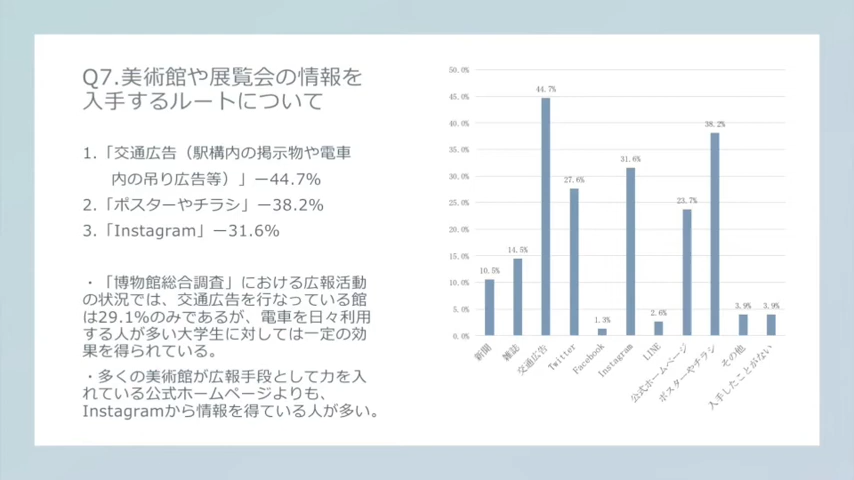 Q7.美術館や展覧会の情報を
入手するルートについて
1.「交通広告（駅構内の掲示物や電車
内の吊り広告等）」ー44.7%
2.「ポスターやチラシ」ー38.2%
3.「Instagram」ー31.6%
・「博物館総合調査」における広報活動
の状況では、交通広告を行なっている館
は29.1%のみであるが、電車を日々利用
する人が多い大学生に対しては一定の効
果を得られている。
・多くの美術館が広報手段として力を入
れている公式ホームページよりも、
Instagramから情報を得ている人が多い。
50.0%
45.0%
40.0%
35.0%
30.0%
25.0%
20.0%
15.0%
10.0%
5.0%
0.0%
10.5%
14.5%
44.7%
27.6%
1.3%
31.6%
2.6%
23.7%
38.2%
3.9%
3.9%
新聞
雑誌
交通広告
Twitter
Facebook
Instagram
LINE
公式ホームページ
ポスターやチラシ
その他
入手したことがない